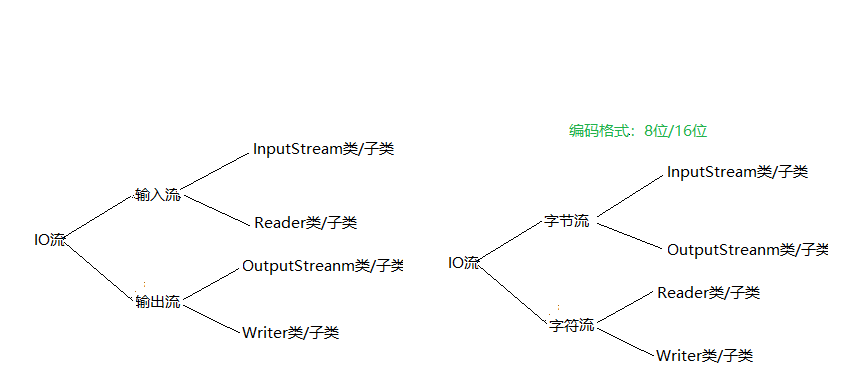 InputStream类/子类
输入流
Reader类/子类
IO流
OutputStreanm类/子类
输出流
Writer类/子类
编码格式：8位/16位
InputStream类/子类
字节流
OutputStreanm类/子类
IO流
Reader类/子类
字符流
Writer类/子类